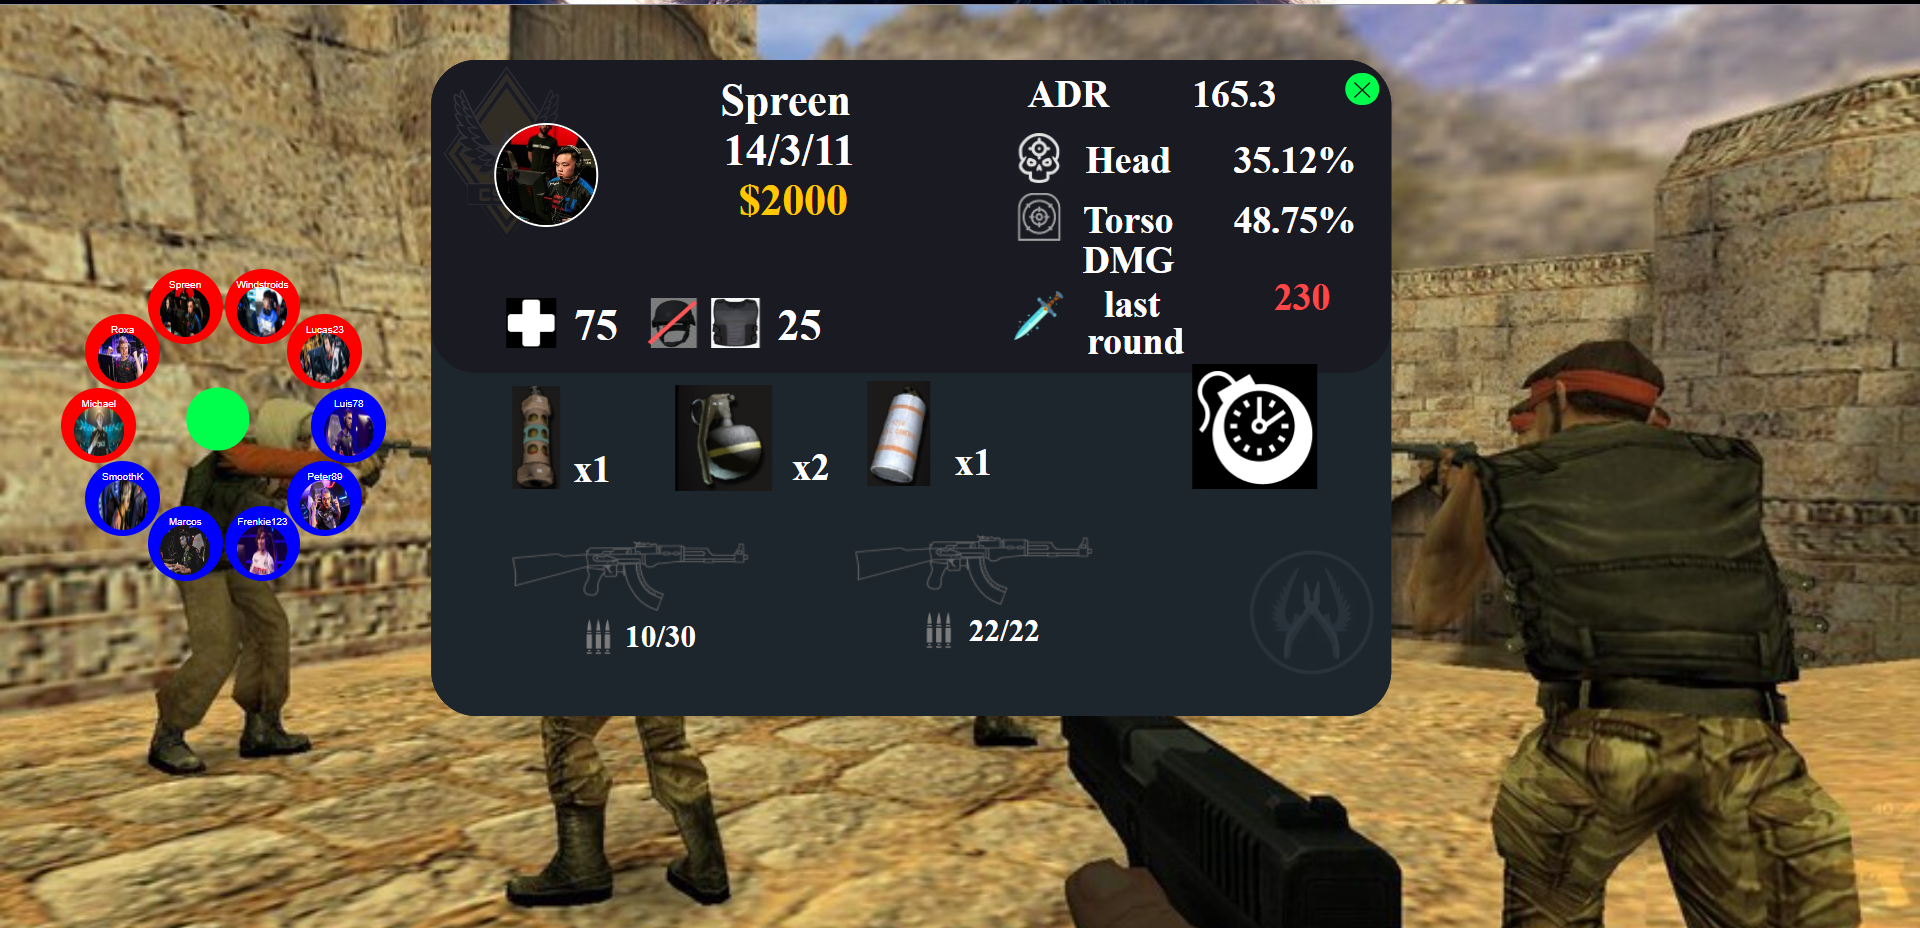 Spreen
14/3/11
$2000
ADR 165.3
Head 35.12%
Torso 48.75%
DMG
last
round
230
75
25
x1
x2
x1
10/30
22/22
Spreen
Windstroids
Roxa
Lucas23
Michael
Luis78
SmoothK
Peter89
Marcos
Frenkie123